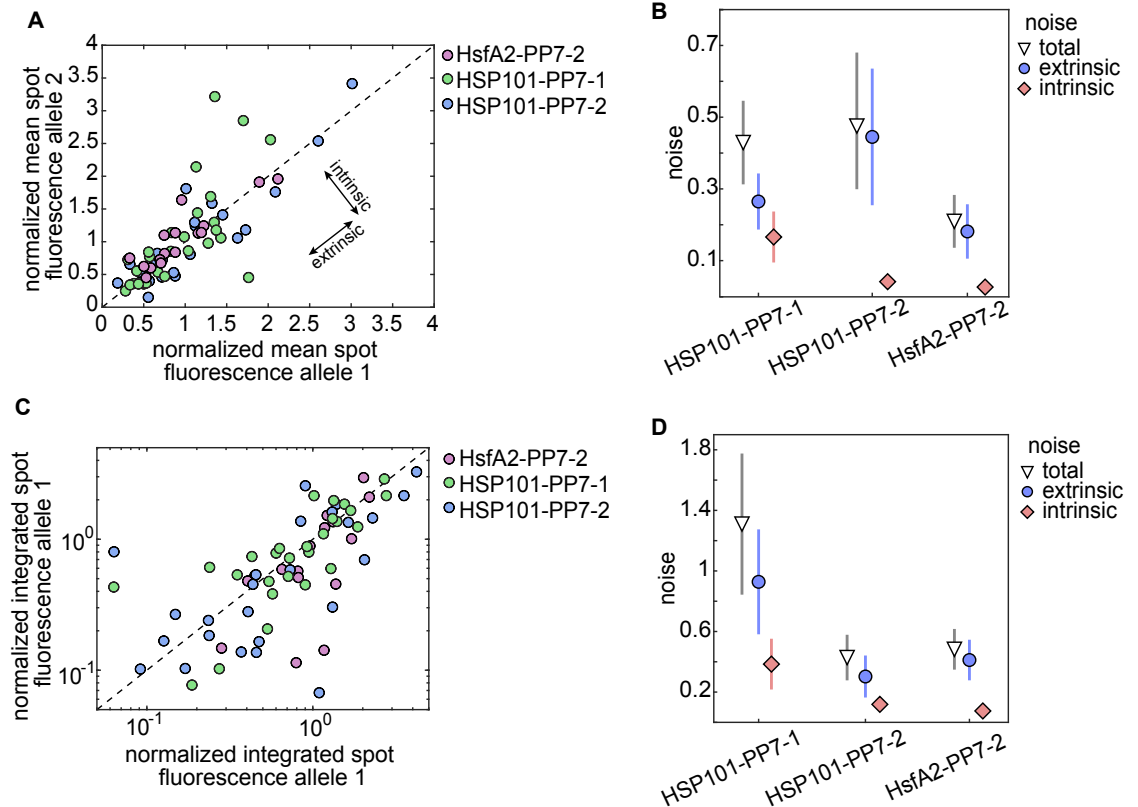 A
4
3.5
3
2.5
2
1.5
1
0.5
0
0
0.5
1
1.5
2
2.5
3
3.5
4
normalized mean spot
fluorescence allele 2
normalized mean spot
fluorescence allele 1
intrinsic
extrinsic
HsfA2-PP7-2
HSP101-PP7-1
HSP101-PP7-2
B
0.7
0.5
0.3
0.1
noise
HSP101-PP7-1
HSP101-PP7-2
HsfA2-PP7-2
noise
total
extrinsic
intrinsic
C
10⁰
10⁻¹
10⁻¹
10⁰
normalized integrated spot
fluorescence allele 1
normalized integrated spot
fluorescence allele 1
HsfA2-PP7-2
HSP101-PP7-1
HSP101-PP7-2
D
1.8
1.4
1
0.6
0.2
noise
HSP101-PP7-1
HSP101-PP7-2
HsfA2-PP7-2
noise
total
extrinsic
intrinsic